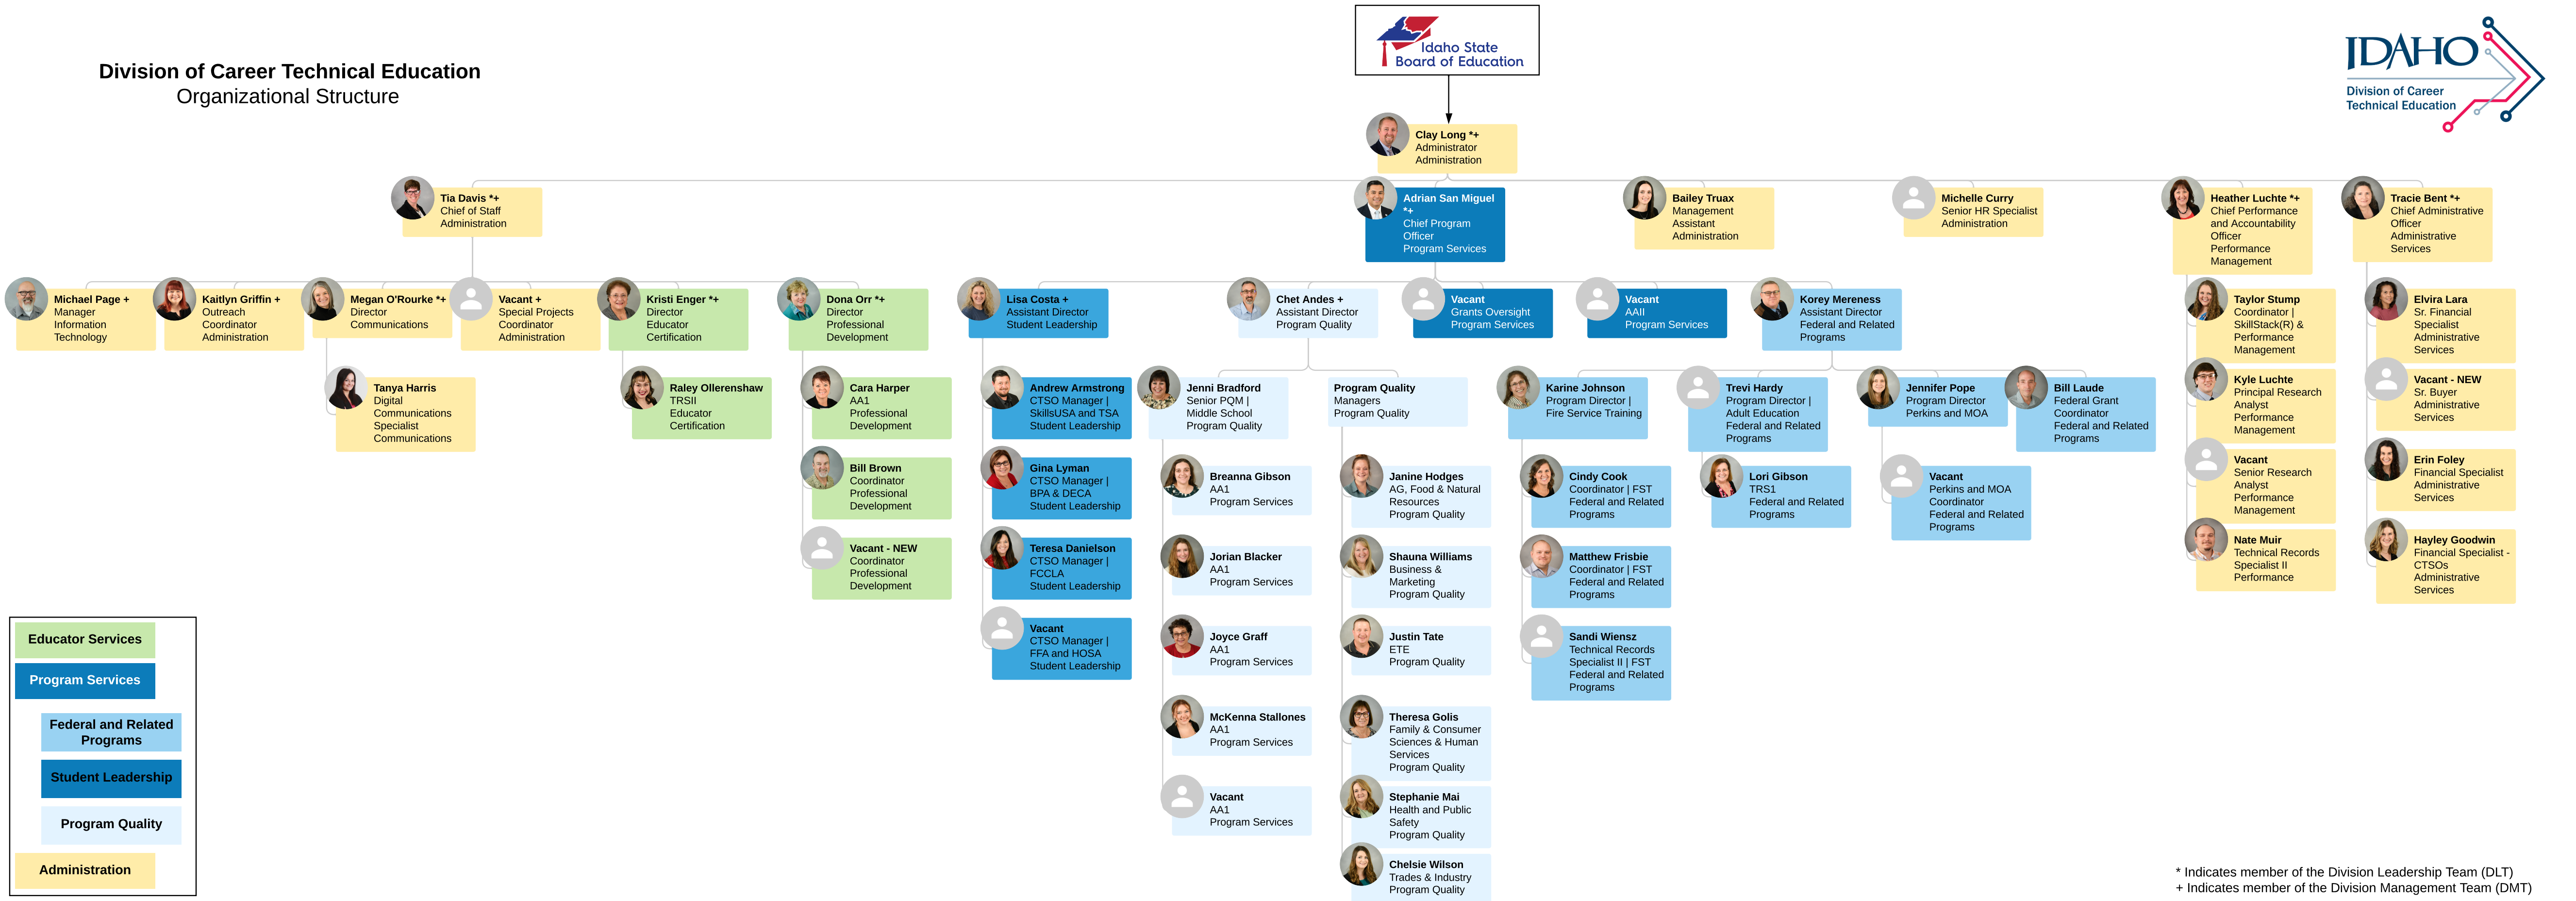 Idaho State
Board of Education
Division of Career Technical Education
Organizational Structure
IDAHO
Division of Career
Technical Education
Clay Long *+
Administrator
Administration
Tia Davis *+
Chief of Staff
Administration
Adrian San Miguel
*+
Chief Program
Officer
Program Services
Bailey Truax
Management
Assistant
Administration
Michelle Curry
Senior HR Specialist
Administration
Heather Luchte *+
Chief Performance
and Accountability
Officer
Performance
Management
Tracie Bent *+
Chief Administrative
Officer
Administrative
Services
Michael Page +
Manager
Information
Technology
Kaitlyn Griffin +
Outreach
Coordinator
Administration
Megan O'Rourke *+
Director
Communications
Vacant +
Special Projects
Coordinator
Administration
Kristi Enger *+
Director
Educator
Certification
Dona Orr *+
Director
Professional
Development
Lisa Costa +
Assistant Director
Student Leadership
Chet Andes +
Assistant Director
Program Quality
Vacant
Grants Oversight
Program Services
Vacant
AAII
Program Services
Korey Mereness
Assistant Director
Federal and Related
Programs
Taylor Stump
Coordinator |
SkillStack(R) &
Performance
Management
Elvira Lara
Sr. Financial
Specialist
Administrative
Services
Tanya Harris
Digital
Communications
Specialist
Communications
Raley Ollerenshaw
TRSII
Educator
Certification
Cara Harper
AA1
Professional
Development
Andrew Armstrong
CTSO Manager |
SkillsUSA and TSA
Student Leadership
Jenni Bradford
Senior PQM |
Middle School
Program Quality
Program Quality
Managers
Program Quality
Karine Johnson
Program Director |
Fire Service Training
Trevi Hardy
Program Director |
Adult Education
Federal and Related
Programs
Jennifer Pope
Program Director
Perkins and MOA
Bill Laude
Federal Grant
Coordinator
Federal and Related
Programs
Kyle Luchte
Principal Research
Analyst
Performance
Management
Vacant - NEW
Sr. Buyer
Administrative
Services
Bill Brown
Coordinator
Professional
Development
Gina Lyman
CTSO Manager |
BPA & DECA
Student Leadership
Breanna Gibson
AA1
Program Services
Janine Hodges
AG, Food & Natural
Resources
Program Quality
Cindy Cook
Coordinator | FST
Federal and Related
Programs
Lori Gibson
TRS1
Federal and Related
Programs
Vacant
Perkins and MOA
Coordinator
Federal and Related
Programs
Vacant
Senior Research
Analyst
Performance
Management
Erin Foley
Financial Specialist
Administrative
Services
Vacant - NEW
Coordinator
Professional
Development
Teresa Danielson
CTSO Manager |
FCCLA
Student Leadership
Jorian Blacker
AA1
Program Services
Shauna Williams
Business &
Marketing
Program Quality
Matthew Frisbie
Coordinator | FST
Federal and Related
Programs
Nate Muir
Technical Records
Specialist II
Performance
Hayley Goodwin
Financial Specialist -
CTSOs
Administrative
Services
Vacant
CTSO Manager |
FFA and HOSA
Student Leadership
Joyce Graff
AA1
Program Services
Justin Tate
ETE
Program Quality
Sandi Wiensz
Technical Records
Specialist II | FST
Federal and Related
Programs
McKenna Stallones
AA1
Program Services
Theresa Golis
Family & Consumer
Sciences & Human
Services
Program Quality
Vacant
AA1
Program Services
Stephanie Mai
Health and Public
Safety
Program Quality
Chelsie Wilson
Trades & Industry
Program Quality
Educator Services
Program Services
Federal and Related
Programs
Student Leadership
Program Quality
Administration
* Indicates member of the Division Leadership Team (DLT)
+ Indicates member of the Division Management Team (DMT)